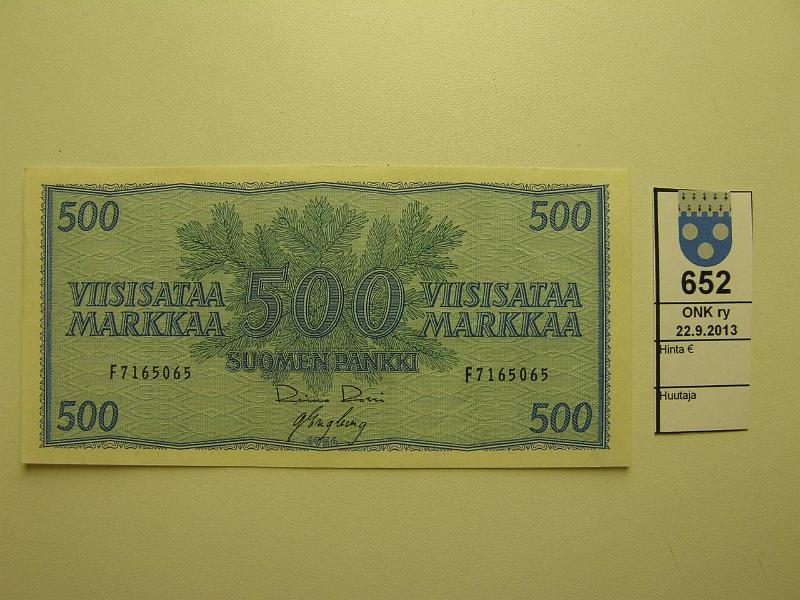 500 500
VIISISATAA 500 VIISISATAA
MARKKAA MARKKAA
SUOMEN PANKKI
F7165065 F7165065
500 500
1956
652
ONK ry
22.9.2013
Hinta €
Huutaja